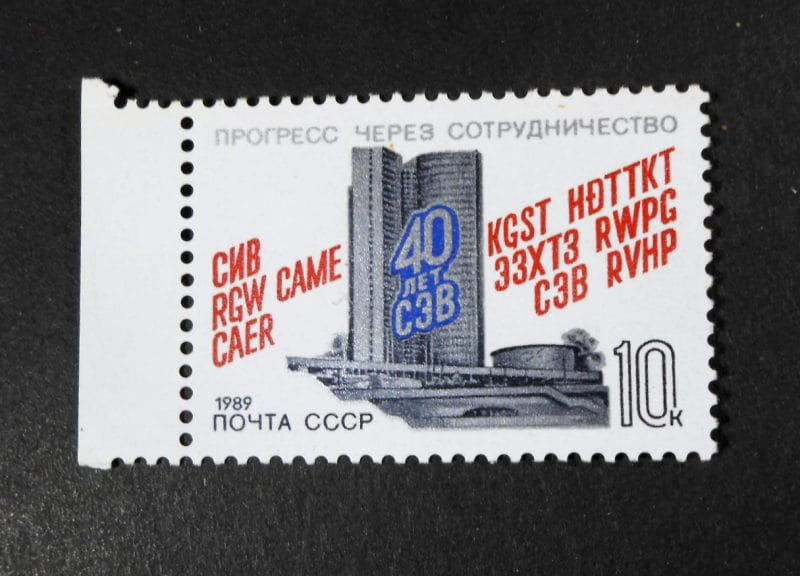 ПРОГРЕСС ЧЕРЕЗ СОТРУДНИЧЕСТВО
СИВ
RGW CAME
CAER
40
ЛЕТ
СЭВ
KGST HĐTTKT
ЭЗХТЗ RWPG
СЭВ RVHP
1989
ПОЧТА СССР
10к